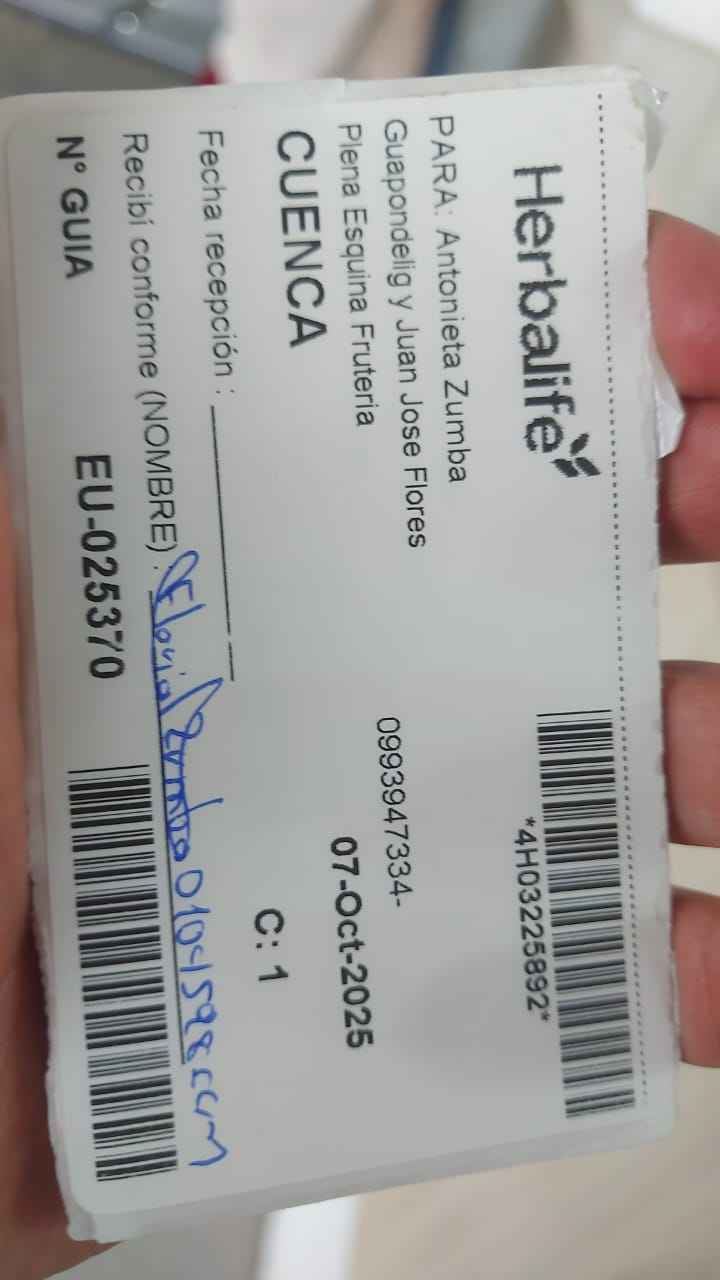 Herbalife
*4H03225892*
PARA: Antonieta Zumba
Guapondelig y Juan Jose Flores
0993947334-
Plena Esquina Fruteria
07-Oct-2025
CUENCA
C: 1
Fecha recepción :
Recibí conforme (NOMBRE) : Zumba
N° GUIA EU-025370